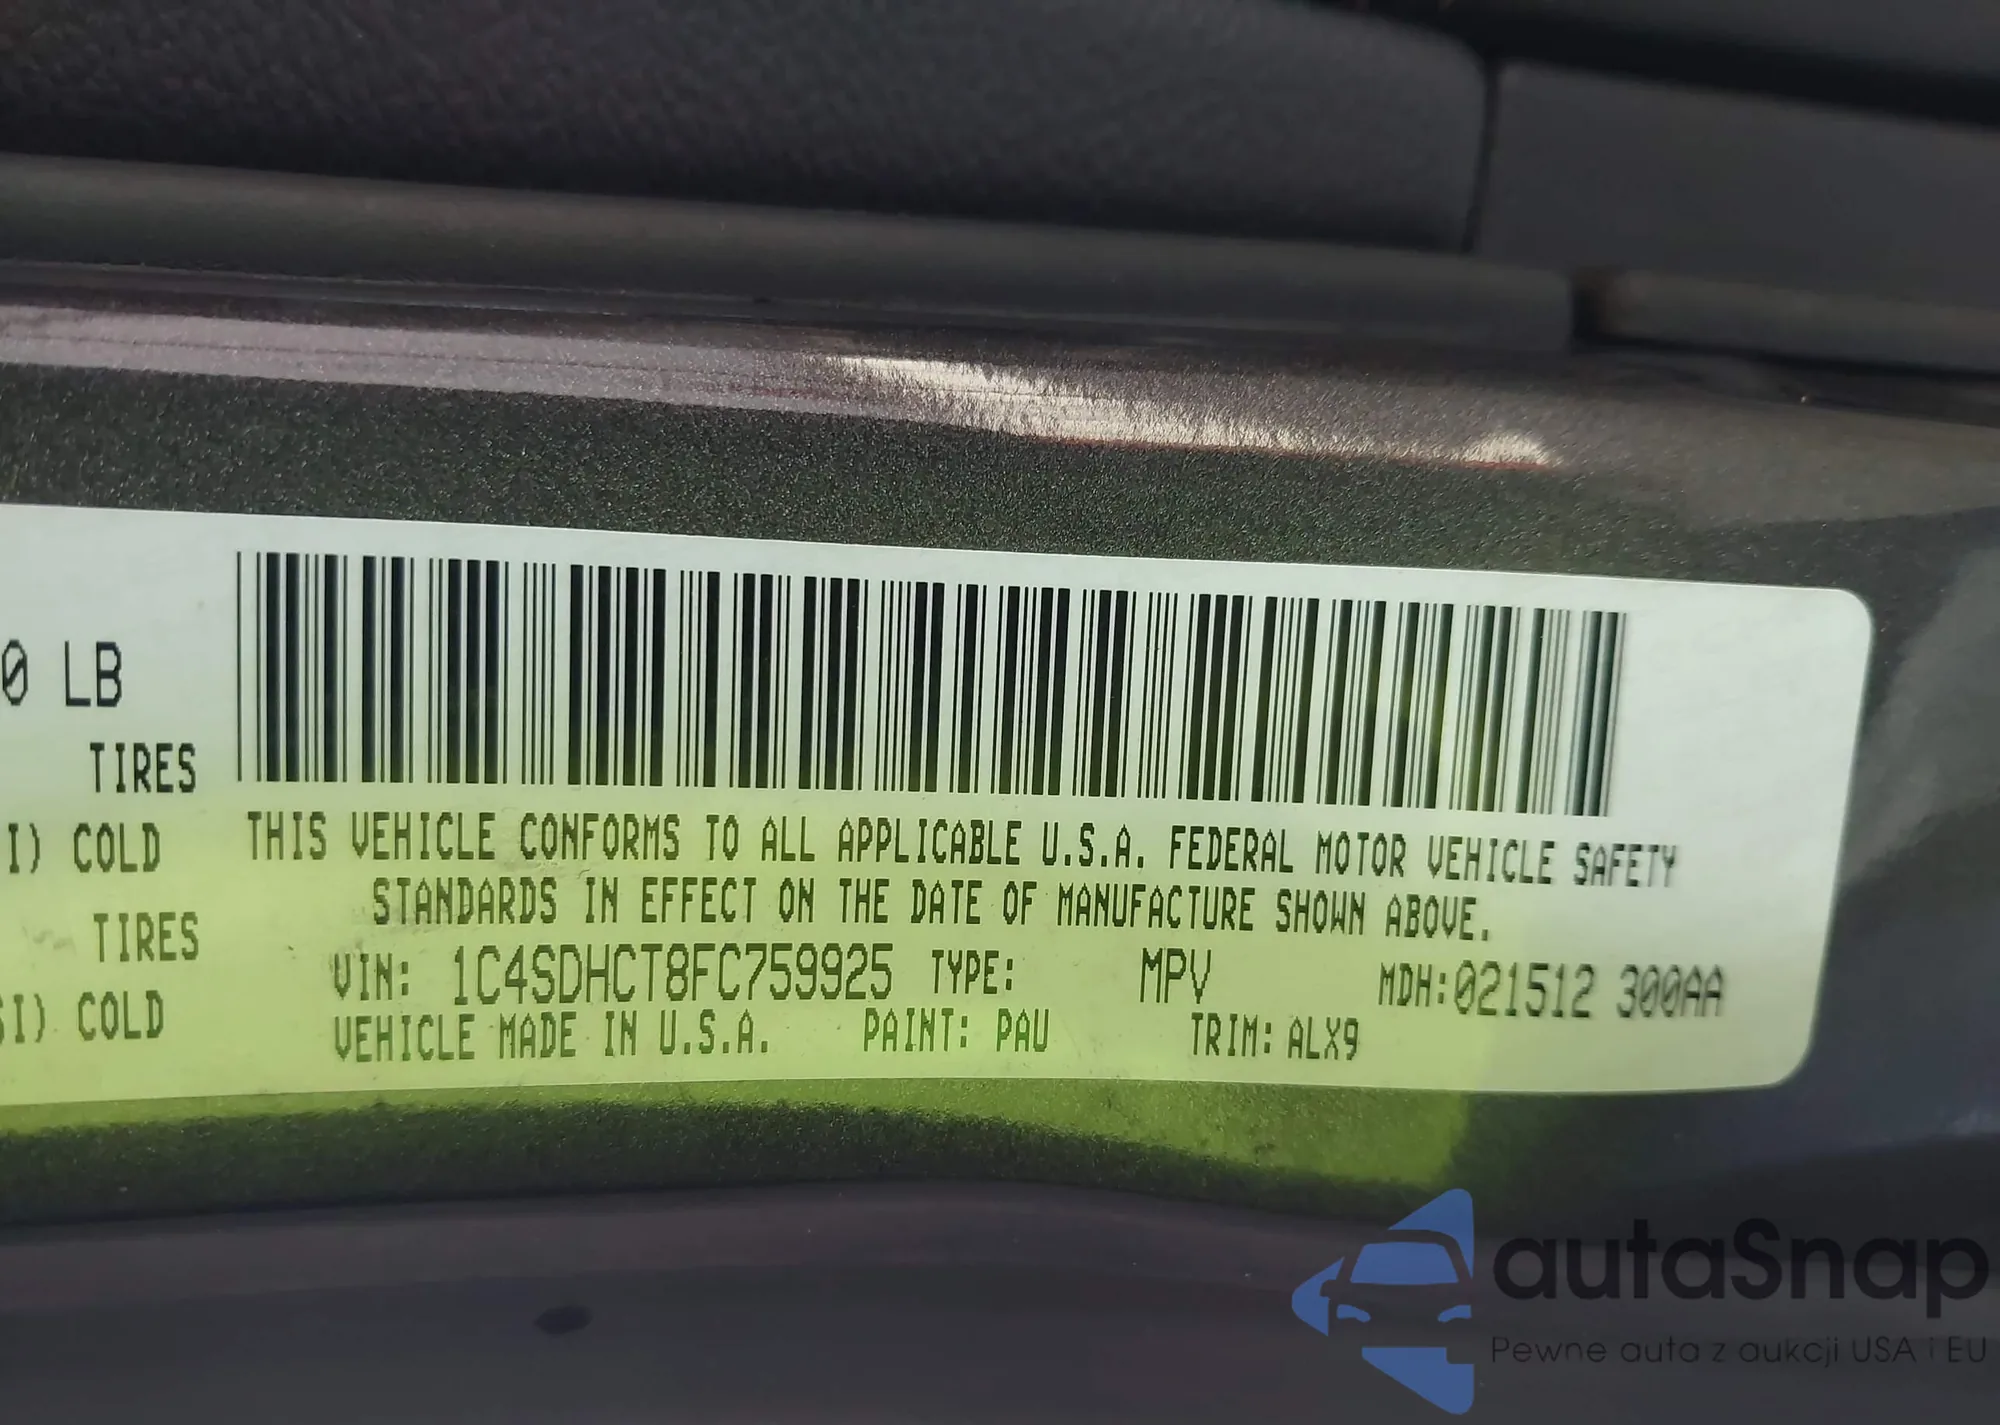 0 LB
TIRES
I) COLD
TIRES
SI) COLD
THIS VEHICLE CONFORMS TO ALL APPLICABLE U.S.A. FEDERAL MOTOR VEHICLE SAFETY
STANDARDS IN EFFECT ON THE DATE OF MANUFACTURE SHOWN ABOVE.
VIN: 1C4SDHCT8FC759925 TYPE: MPV MDH:021512 300AA
VEHICLE MADE IN U.S.A. PAINT: PAU TRIM: ALX9
autaSnap
Pewne auta z aukcji USA i EU